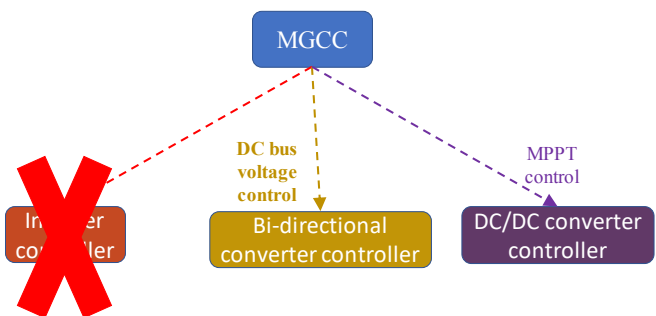 MGCC
DC bus
voltage
control
MPPT
control
Bi-directional
converter controller
DC/DC converter
controller